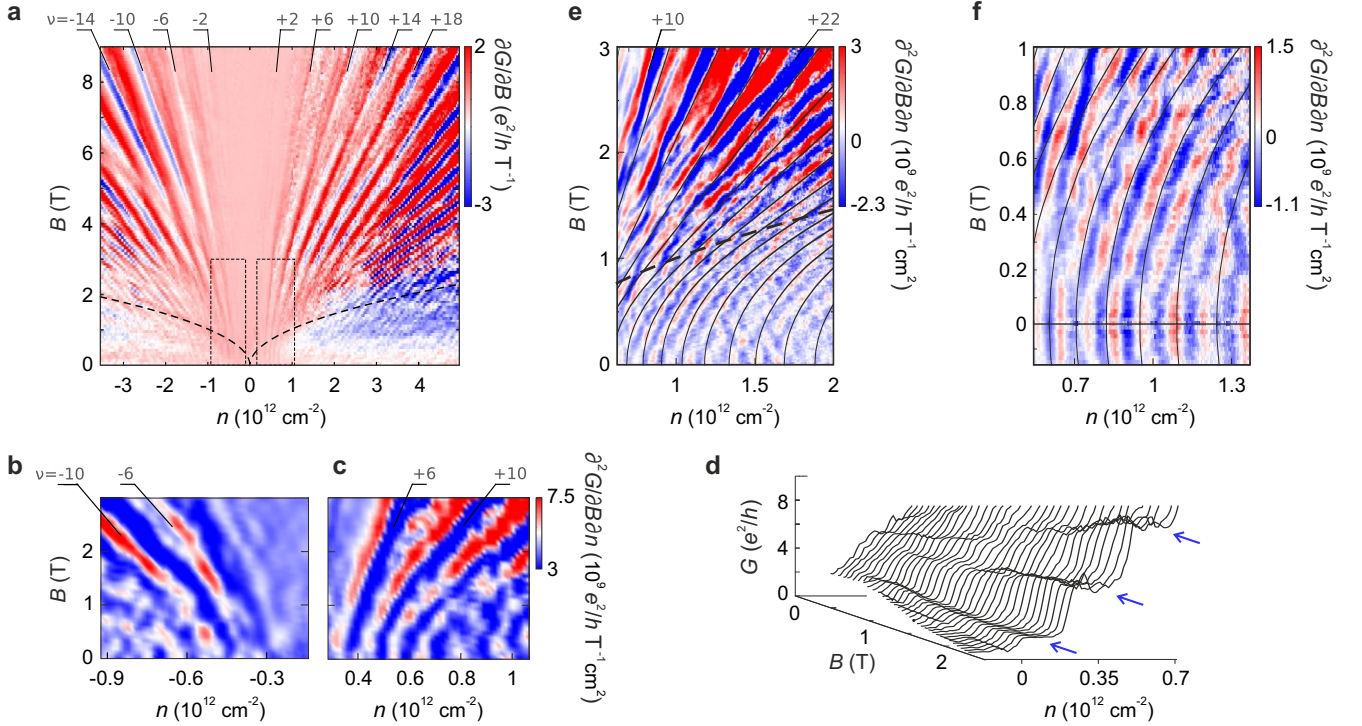 a
ν=-14 -10 -6 -2 +2 +6 +10 +14 +18
2
-3
∂G/∂B (e²/h T⁻¹)
8
6
4
2
0
B (T)
-3 -2 -1 0 1 2 3 4
n (10¹² cm⁻²)
e
+10 +22
3
2
1
0
B (T)
1 1.5 2
n (10¹² cm⁻²)
3
0
-2.3
∂²G/∂B∂n (10⁹ e²/h T⁻¹ cm²)
f
1
0.8
0.6
0.4
0.2
0
B (T)
0.7 1 1.3
n (10¹² cm⁻²)
1.5
0
-1.1
∂²G/∂B∂n (10⁹ e²/h T⁻¹ cm²)
b
ν=-10 -6
2
1
0
B (T)
-0.9 -0.6 -0.3
n (10¹² cm⁻²)
c
+6 +10
0.4 0.6 0.8 1
n (10¹² cm⁻²)
7.5
3
∂²G/∂B∂n (10⁹ e²/h T⁻¹ cm²)
d
8
4
0
G (e²/h)
0
1
2
B (T)
0 0.35 0.7
n (10¹² cm⁻²)